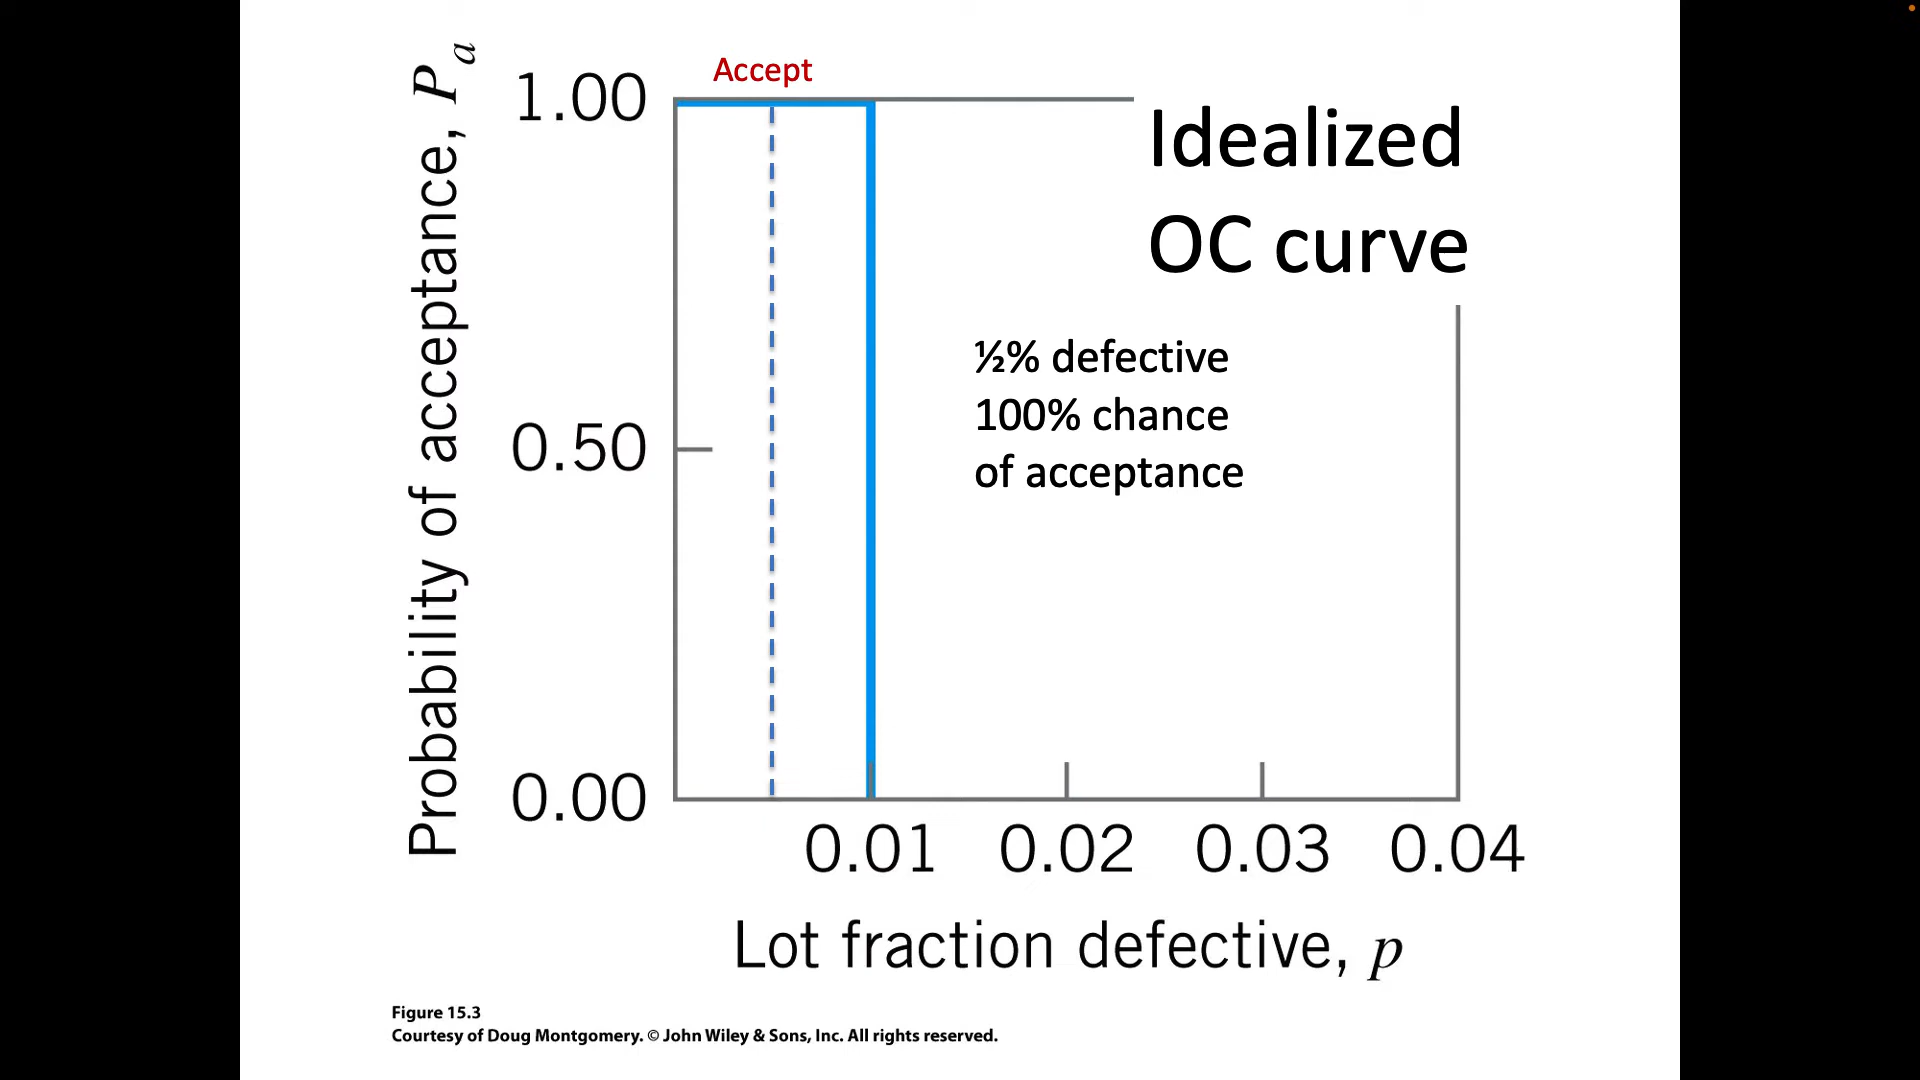 Accept
Idealized
OC curve
½% defective
100% chance
of acceptance
Probability of acceptance, Pa
1.00
0.50
0.00
0.01 0.02 0.03 0.04
Lot fraction defective, p
Figure 15.3
Courtesy of Doug Montgomery. © John Wiley & Sons, Inc. All rights reserved.